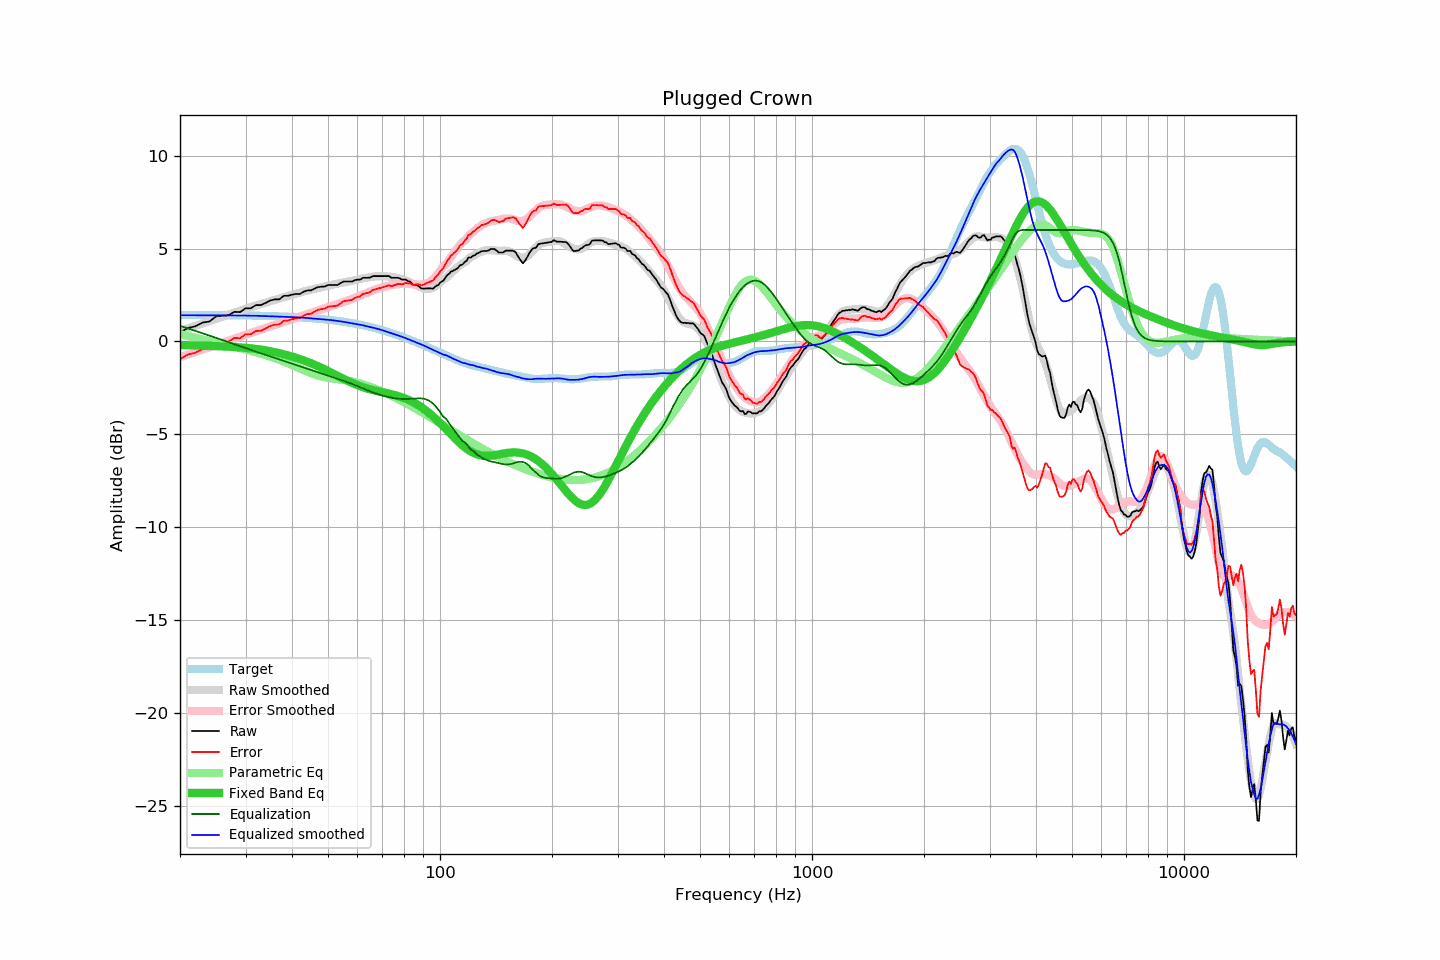 Plugged Crown
10
5
0
−5
−10
−15
−20
−25
Amplitude (dBr)
Target
Raw Smoothed
Error Smoothed
Raw
Error
Parametric Eq
Fixed Band Eq
Equalization
Equalized smoothed
100
1000
10000
Frequency (Hz)